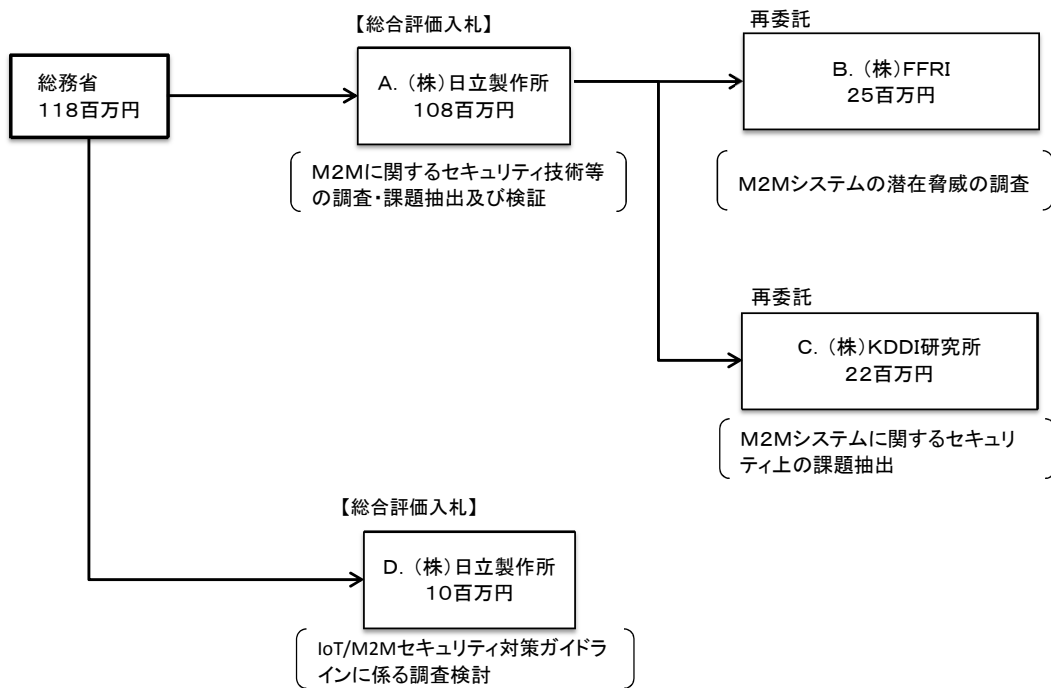 総務省
118百万円
【総合評価入札】
A．（株）日立製作所
108百万円
M2Mに関するセキュリティ技術等
の調査・課題抽出及び検証
再委託
B．（株）FFRI
25百万円
M2Mシステムの潜在脅威の調査
再委託
C．（株）KDDI研究所
22百万円
M2Mシステムに関するセキュリ
ティ上の課題抽出
【総合評価入札】
D．（株）日立製作所
10百万円
IoT/M2Mセキュリティ対策ガイドラ
インに係る調査検討